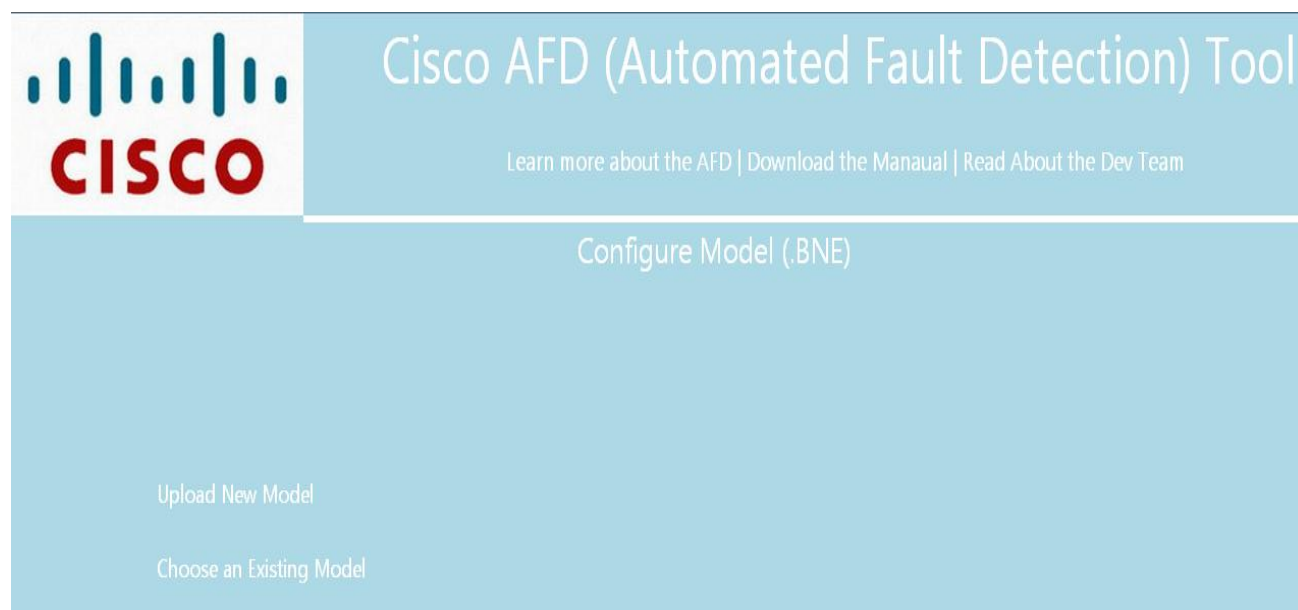 CISCO
Cisco AFD (Automated Fault Detection) Tool
Learn more about the AFD | Download the Manaual | Read About the Dev Team
Configure Model (.BNE)
Upload New Model
Choose an Existing Model